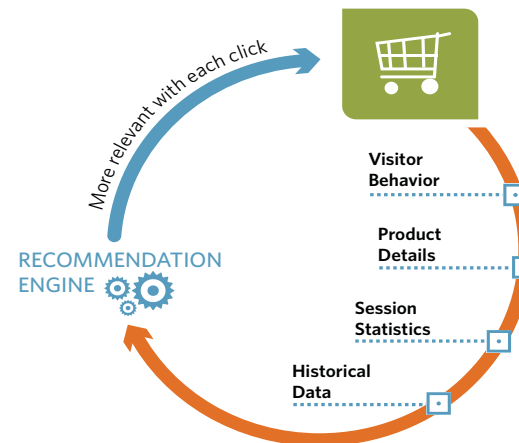 More relevant with each click
Visitor
Behavior
Product
Details
RECOMMENDATION
ENGINE
Session
Statistics
Historical
Data